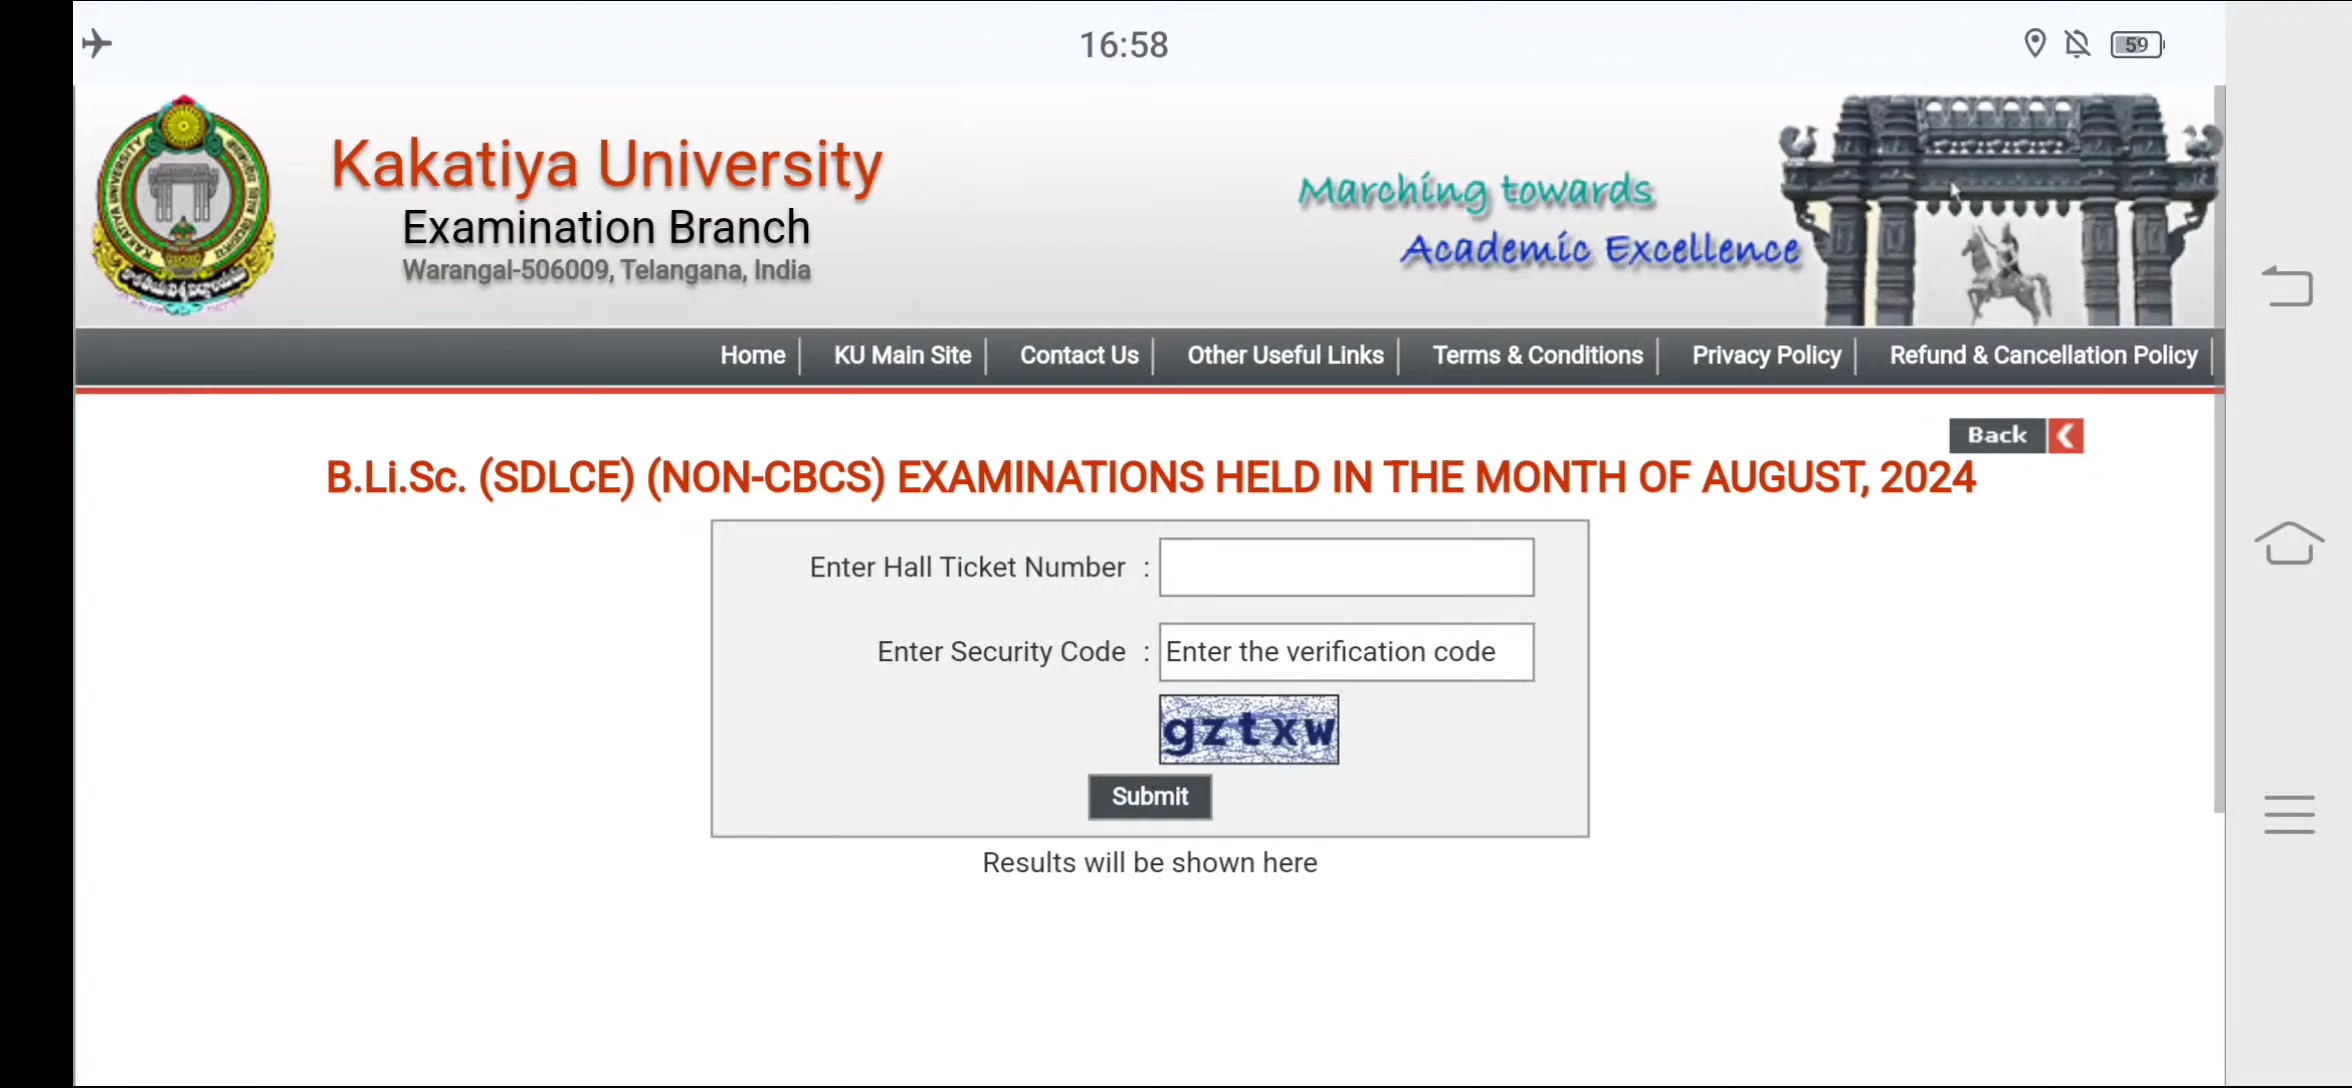 16:58
59
Kakatiya University
Examination Branch
Warangal-506009, Telangana, India
Marching towards
Academic Excellence
KAKATIYA UNIVERSITY
Home
KU Main Site
Contact Us
Other Useful Links
Terms & Conditions
Privacy Policy
Refund & Cancellation Policy
Back
B.Li.Sc. (SDLCE) (NON-CBCS) EXAMINATIONS HELD IN THE MONTH OF AUGUST, 2024
Enter Hall Ticket Number :
Enter Security Code : Enter the verification code
gztxw
Submit
Results will be shown here